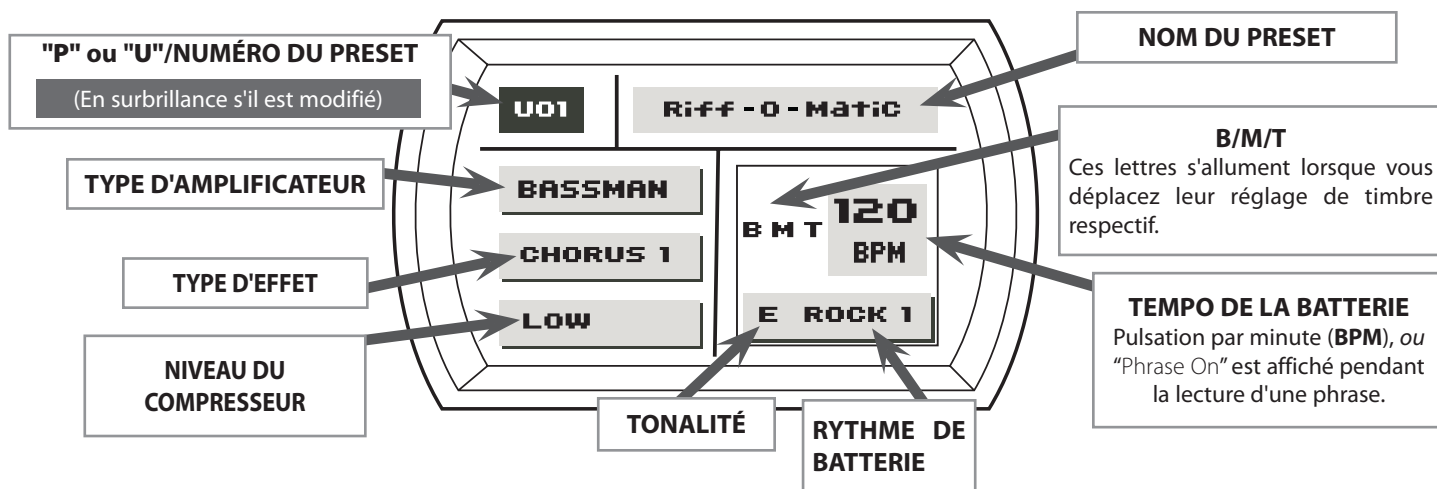 "P" ou "U"/NUMÉRO DU PRESET
(En surbrillance s'il est modifié)
NOM DU PRESET
U01
Riff-O-Matic
TYPE D'AMPLIFICATEUR
BASSMAN
B/M/T
Ces lettres s'allument lorsque vous
déplacez leur réglage de timbre
respectif.
B M T
120
BPM
TYPE D'EFFET
CHORUS 1
TEMPO DE LA BATTERIE
Pulsation par minute (BPM), ou
“Phrase On” est affiché pendant
la lecture d'une phrase.
LOW
E ROCK 1
NIVEAU DU
COMPRESSEUR
TONALITÉ
RYTHME DE
BATTERIE